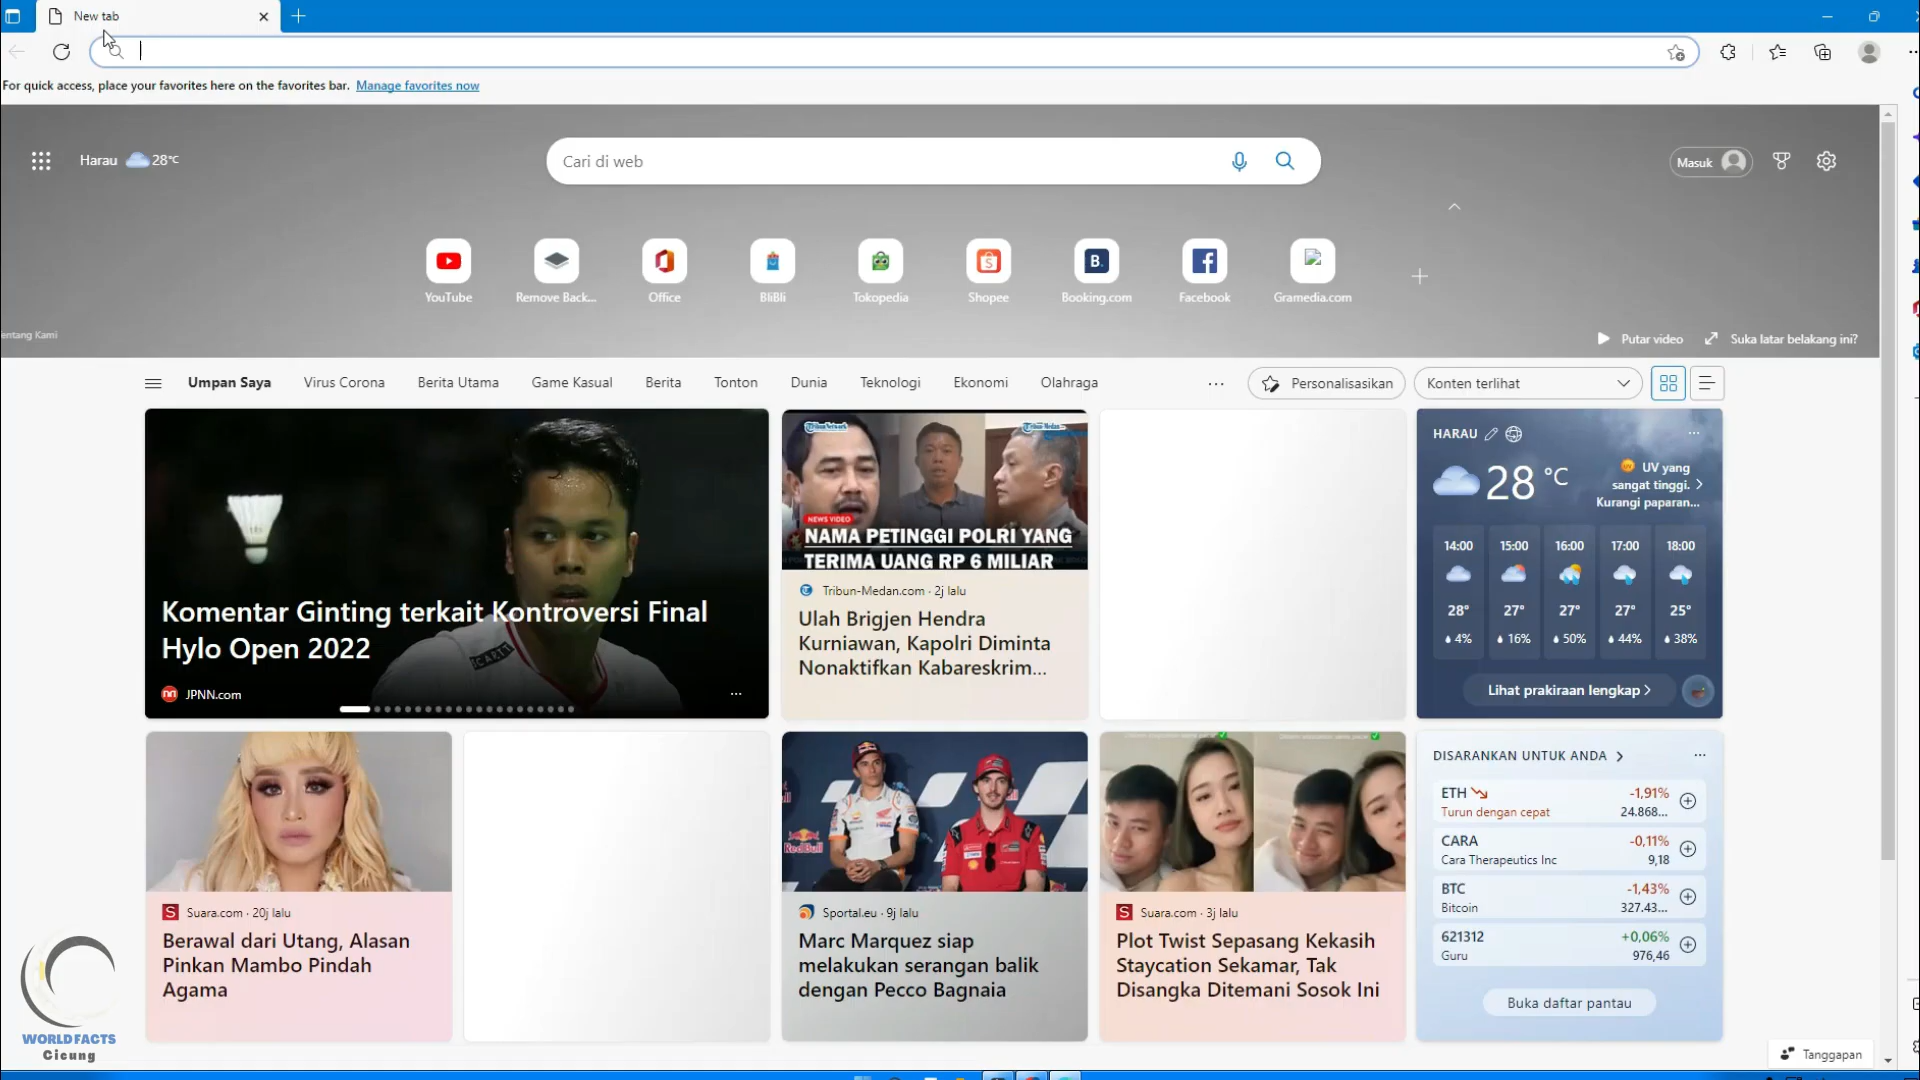 New tab
For quick access, place your favorites here on the favorites bar. Manage favorites now
Harau 28°C
Cari di web
Masuk
YouTube
Remove Back...
Office
BliBli
Tokopedia
Shopee
B.
Booking.com
Facebook
Gramedia.com
entang Kami
Putar video
Suka latar belakang ini?
Umpan Saya
Virus Corona
Berita Utama
Game Kasual
Berita
Tonton
Dunia
Teknologi
Ekonomi
Olahraga
...
Personalisasikan
Konten terlihat
Komentar Ginting terkait Kontroversi Final
Hylo Open 2022
JPNN.com
NEWS VIDEO
NAMA PETINGGI POLRI YANG
TERIMA UANG RP 6 MILIAR
Tribun-Medan.com · 2j lalu
Ulah Brigjen Hendra
Kurniawan, Kapolri Diminta
Nonaktifkan Kabareskrim...
HARAU
28 °C
UV yang
sangat tinggi.
Kurangi paparan...
14:00 15:00 16:00 17:00 18:00
28° 27° 27° 27° 25°
4% 16% 50% 44% 38%
Lihat prakiraan lengkap
Suara.com · 20j lalu
Berawal dari Utang, Alasan
Pinkan Mambo Pindah
Agama
Red Bull
Sportal.eu · 9j lalu
Marc Marquez siap
melakukan serangan balik
dengan Pecco Bagnaia
Suara.com · 3j lalu
Plot Twist Sepasang Kekasih
Staycation Sekamar, Tak
Disangka Ditemani Sosok Ini
DISARANKAN UNTUK ANDA
ETH -1,91%
Turun dengan cepat 24.868...
CARA -0,11%
Cara Therapeutics Inc 9,18
BTC -1,43%
Bitcoin 327.43...
621312 +0,06%
Guru 976,46
Buka daftar pantau
Tanggapan
WORLD FACTS
Cicung